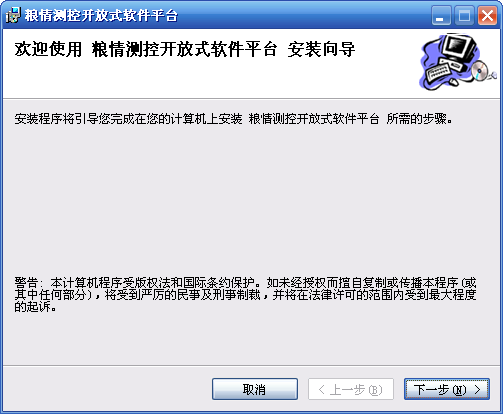 粮情测控开放式软件平台
欢迎使用 粮情测控开放式软件平台 安装向导
安装程序将引导您完成在您的计算机上安装 粮情测控开放式软件平台 所需的步骤。
警告: 本计算机程序受版权法和国际条约保护。如未经授权而擅自复制或传播本程序(或
其中任何部分)，将受到严厉的民事及刑事制裁，并将在法律许可的范围内受到最大程度
的起诉。
取消 < 上一步(B) 下一步(N) >